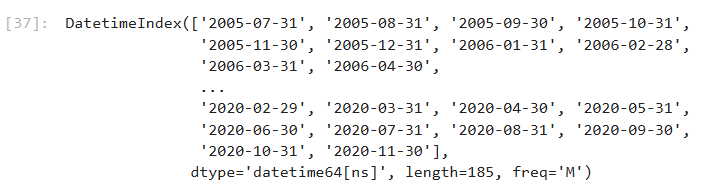 [37]: DatetimeIndex(['2005-07-31', '2005-08-31', '2005-09-30', '2005-10-31',
'2005-11-30', '2005-12-31', '2006-01-31', '2006-02-28',
'2006-03-31', '2006-04-30',
...
'2020-02-29', '2020-03-31', '2020-04-30', '2020-05-31',
'2020-06-30', '2020-07-31', '2020-08-31', '2020-09-30',
'2020-10-31', '2020-11-30'],
dtype='datetime64[ns]', length=185, freq='M')